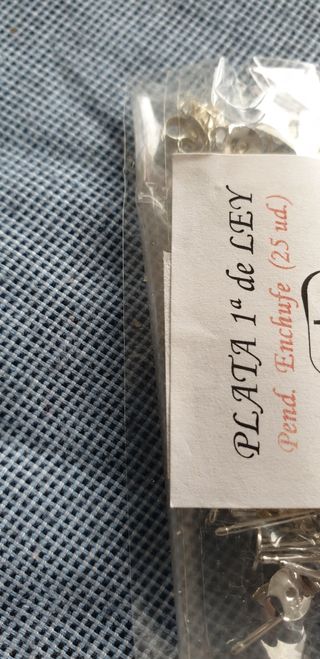 PLATA 1ª de LEY
Pend. Enchufe (25 ud.)